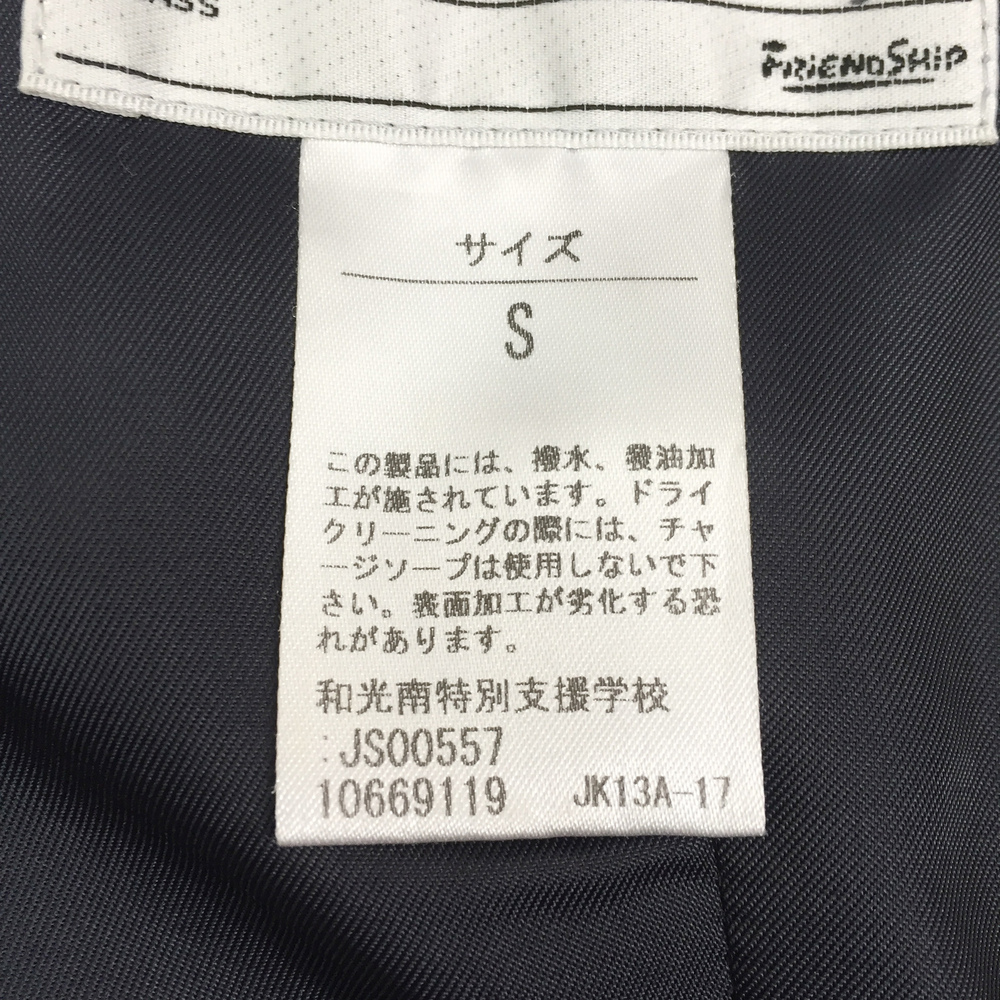 FRIENDSHIP
サイズ
S
この製品には、撥水、撥油加
工が施されています。ドライ
クリーニングの際には、チャ
ージソープは使用しないで下
さい。表面加工が劣化する恐
れがあります。
和光南特別支援学校
:JS00557
10669119 JK13A-17